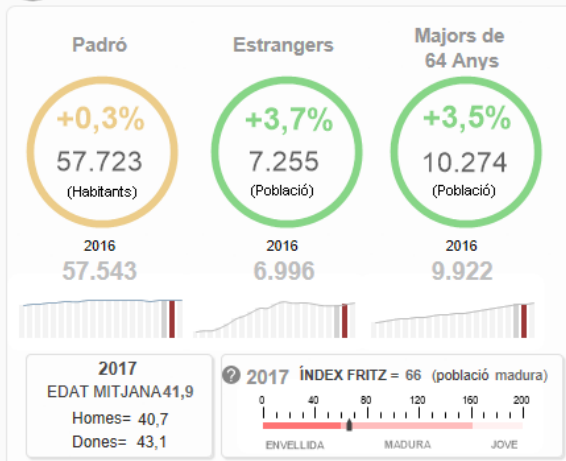 Padró
Estrangers
Majors de
64 Anys
+0,3%
57.723
(Habitants)
+3,7%
7.255
(Població)
+3,5%
10.274
(Població)
2016
57.543
2016
6.996
2016
9.922
2017
EDAT MITJANA 41,9
Homes= 40,7
Dones= 43,1
? 2017 ÍNDEX FRITZ = 66 (població madura)
0 40 80 120 160 200
ENVELLIDA MADURA JOVE